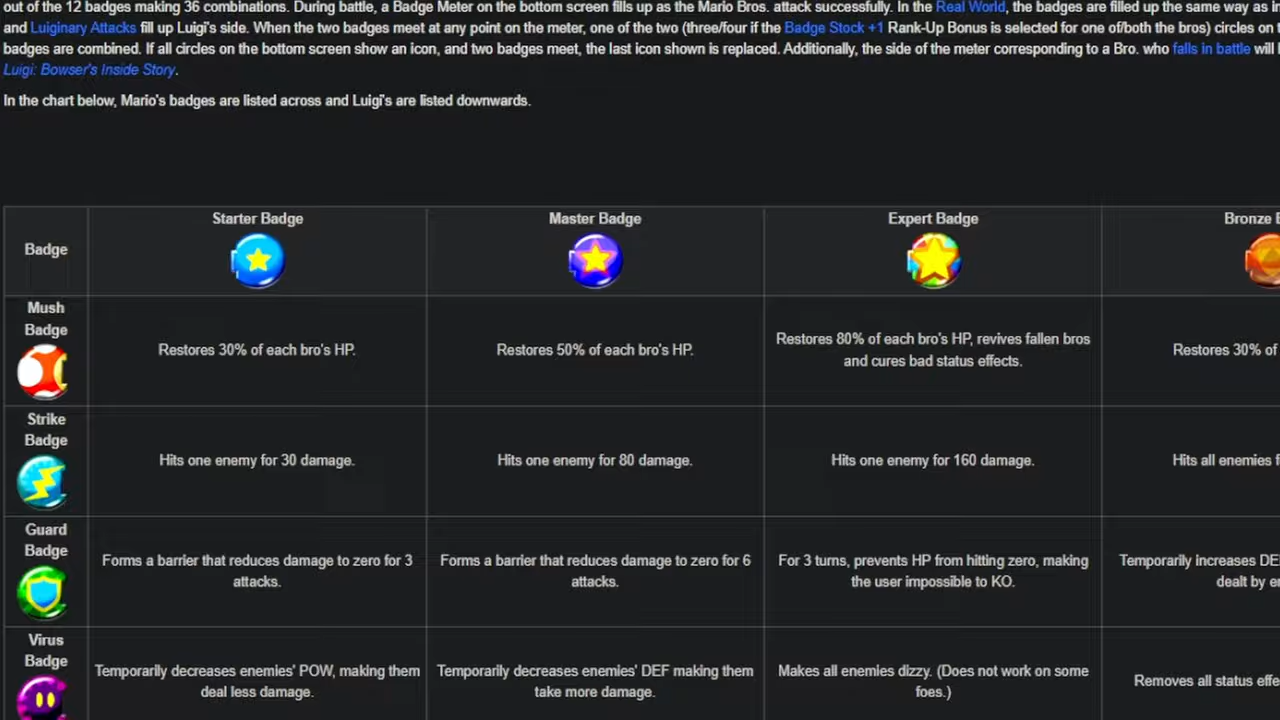 out of the 12 badges making 36 combinations. During battle, a Badge Meter on the bottom screen fills up as the Mario Bros. attack successfully. In the Real World, the badges are filled up the same way as in
and Luiginary Attacks fill up Luigi's side. When the two badges meet at any point on the meter, one of the two (three/four if the Badge Stock +1 Rank-Up Bonus is selected for one of/both the bros) circles on
badges are combined. If all circles on the bottom screen show an icon, and two badges meet, the last icon shown is replaced. Additionally, the side of the meter corresponding to a Bro. who falls in battle will
Luigi: Bowser's Inside Story.
In the chart below, Mario's badges are listed across and Luigi's are listed downwards.
Badge Starter Badge Master Badge Expert Badge Bronze
Mush
Badge
Restores 30% of each bro's HP. Restores 50% of each bro's HP. Restores 80% of each bro's HP, revives fallen bros
and cures bad status effects.
Restores 30% of
Strike
Badge
Hits one enemy for 30 damage. Hits one enemy for 80 damage. Hits one enemy for 160 damage. Hits all enemies
Guard
Badge
Forms a barrier that reduces damage to zero for 3
attacks.
Forms a barrier that reduces damage to zero for 6
attacks.
For 3 turns, prevents HP from hitting zero, making
the user impossible to KO.
Temporarily increases
dealt by
Virus
Badge
Temporarily decreases enemies' POW, making them
deal less damage.
Temporarily decreases enemies' DEF making them
take more damage.
Makes all enemies dizzy. (Does not work on some
foes.)
Removes all status